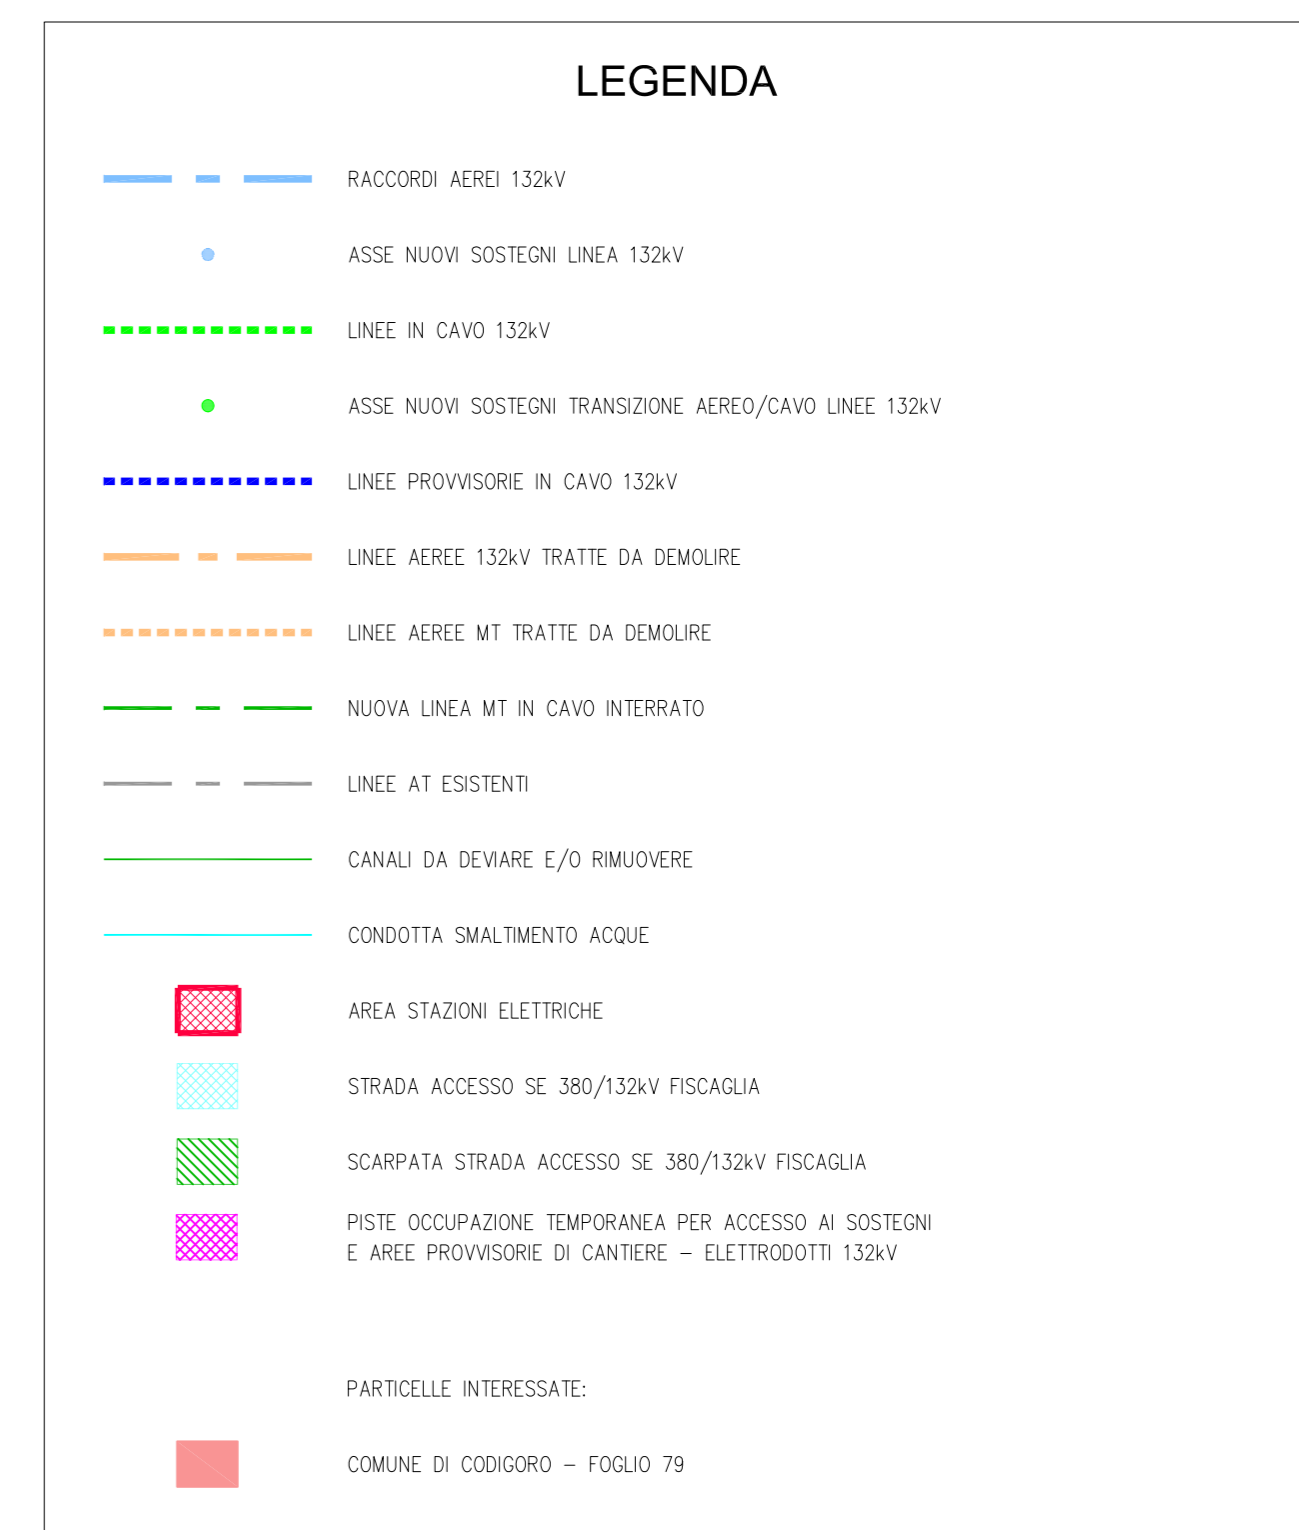 LEGENDA
RACCORDI AEREI 132kV
ASSE NUOVI SOSTEGNI LINEA 132kV
LINEE IN CAVO 132kV
ASSE NUOVI SOSTEGNI TRANSIZIONE AEREO/CAVO LINEE 132kV
LINEE PROVVISORIE IN CAVO 132kV
LINEE AEREE 132kV TRATTE DA DEMOLIRE
LINEE AEREE MT TRATTE DA DEMOLIRE
NUOVA LINEA MT IN CAVO INTERRATO
LINEE AT ESISTENTI
CANALI DA DEVIARE E/O RIMUOVERE
CONDOTTA SMALTIMENTO ACQUE
AREA STAZIONI ELETTRICHE
STRADA ACCESSO SE 380/132kV FISCAGLIA
SCARPATA STRADA ACCESSO SE 380/132kV FISCAGLIA
PISTE OCCUPAZIONE TEMPORANEA PER ACCESSO AI SOSTEGNI
E AREE PROVVISORIE DI CANTIERE – ELETTRODOTTI 132kV
PARTICELLE INTERESSATE:
COMUNE DI CODIGORO – FOGLIO 79